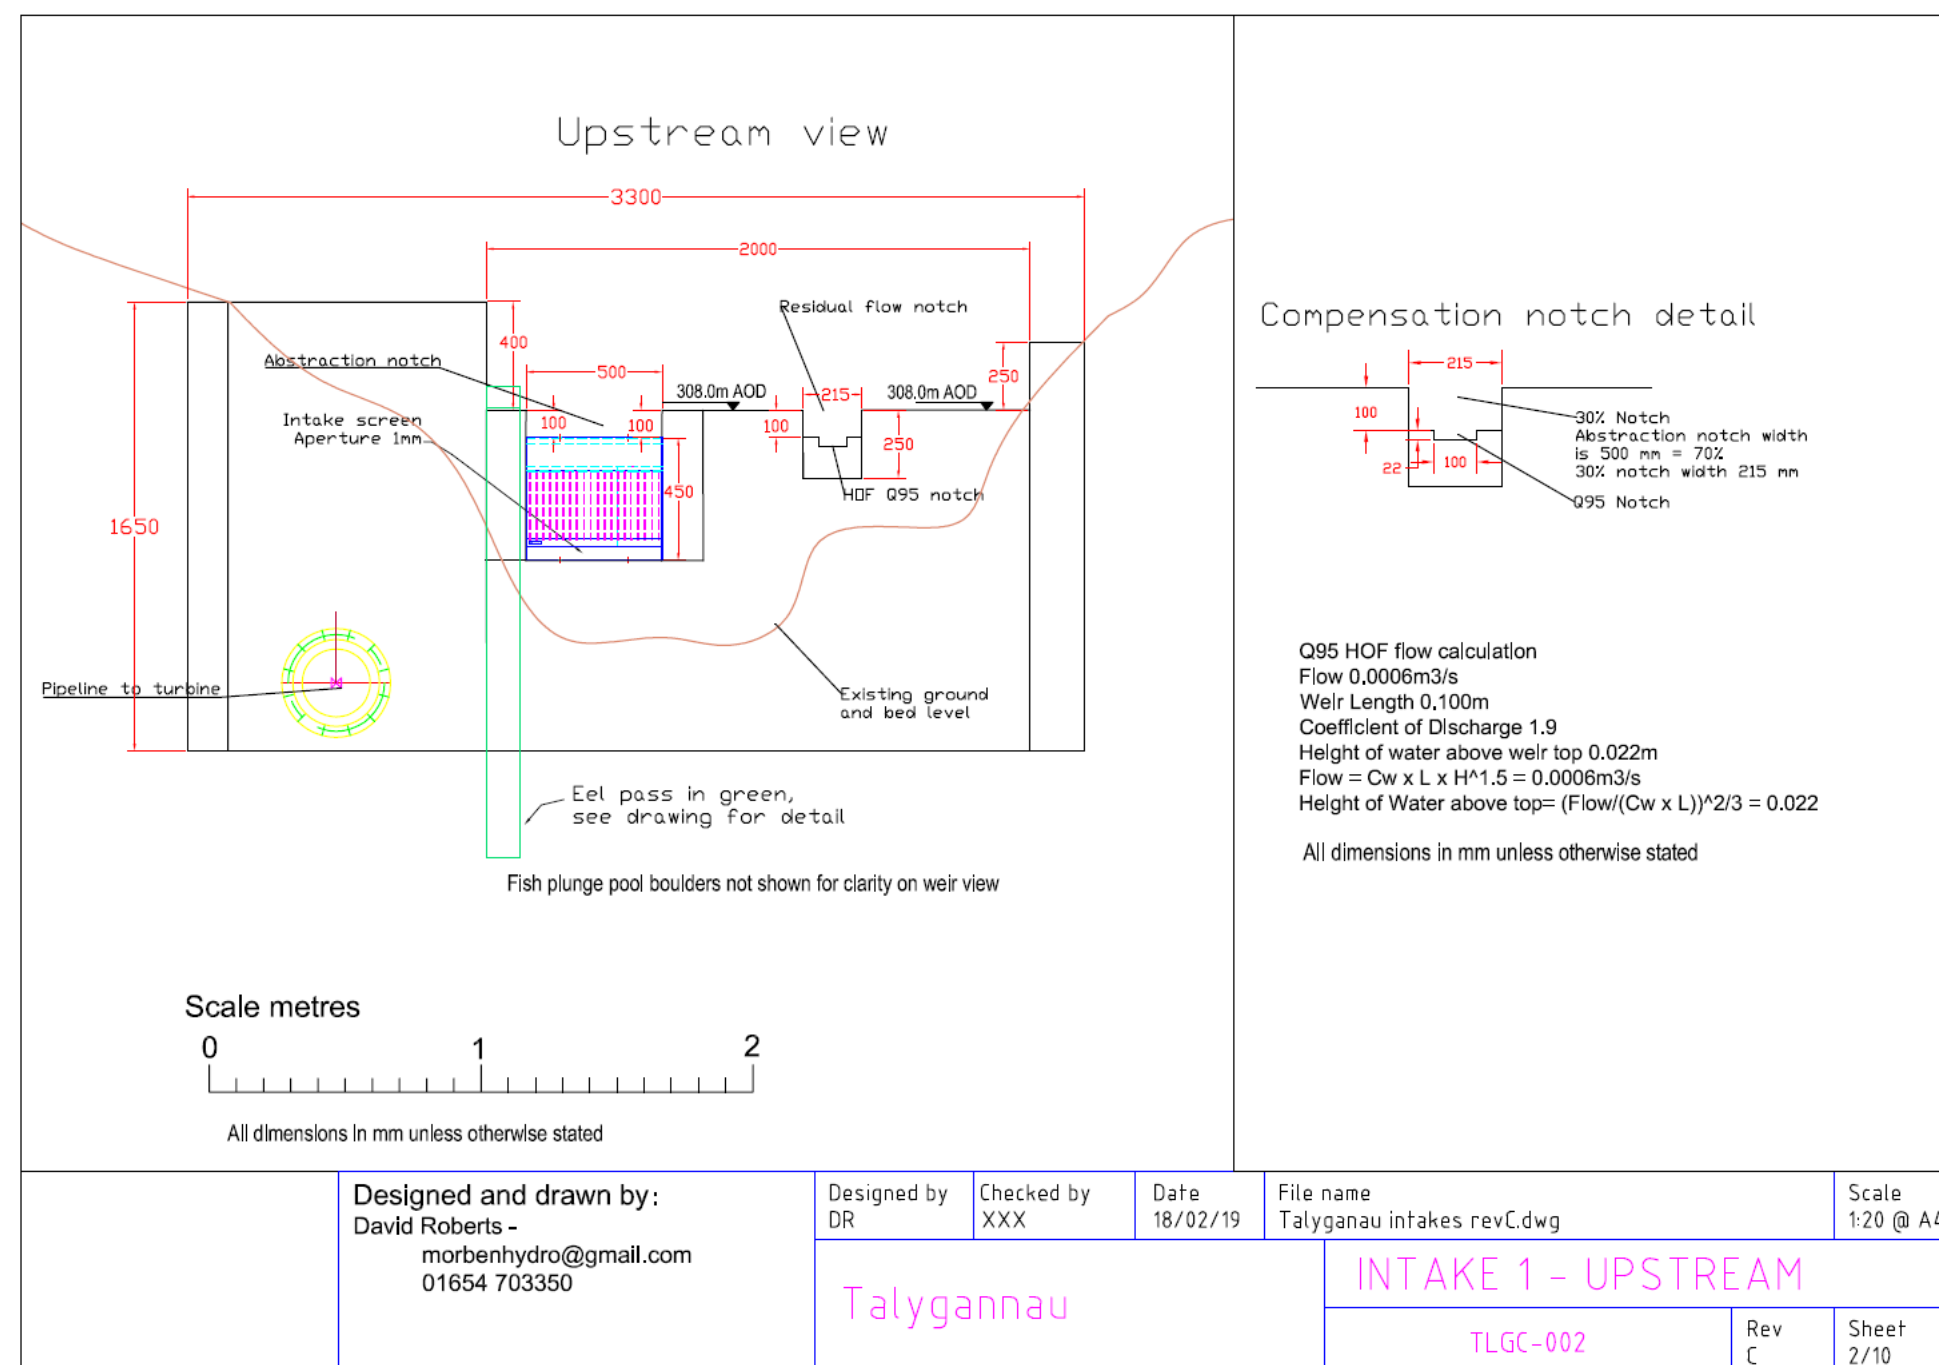 Upstream view
3300
2000
Residual flow notch
400
Abstraction notch
500
308.0m AOD
215
308.0m AOD
250
Intake screen
Aperture 1mm
100
100
100
250
HOF Q95 notch
450
1650
Pipeline to turbine
Existing ground
and bed level
Eel pass in green,
see drawing for detail
Fish plunge pool boulders not shown for clarity on weir view
Scale metres
0 1 2
All dimensions in mm unless otherwise stated
Compensation notch detail
215
100
30% Notch
Abstraction notch width
is 500 mm = 70%
30% notch width 215 mm
22
100
Q95 Notch
Q95 HOF flow calculation
Flow 0.0006m3/s
Weir Length 0.100m
Coefficient of Discharge 1.9
Height of water above weir top 0.022m
Flow = Cw x L x H^1.5 = 0.0006m3/s
Height of Water above top= (Flow/(Cw x L))^2/3 = 0.022
All dimensions in mm unless otherwise stated
Designed and drawn by:
David Roberts -
morbenhydro@gmail.com
01654 703350
Designed by
DR
Checked by
XXX
Date
18/02/19
File name
Talyganau intakes revC.dwg
Scale
1:20 @ A4
Talygannau
INTAKE 1 - UPSTREAM
TLGC-002
Rev
C
Sheet
2/10